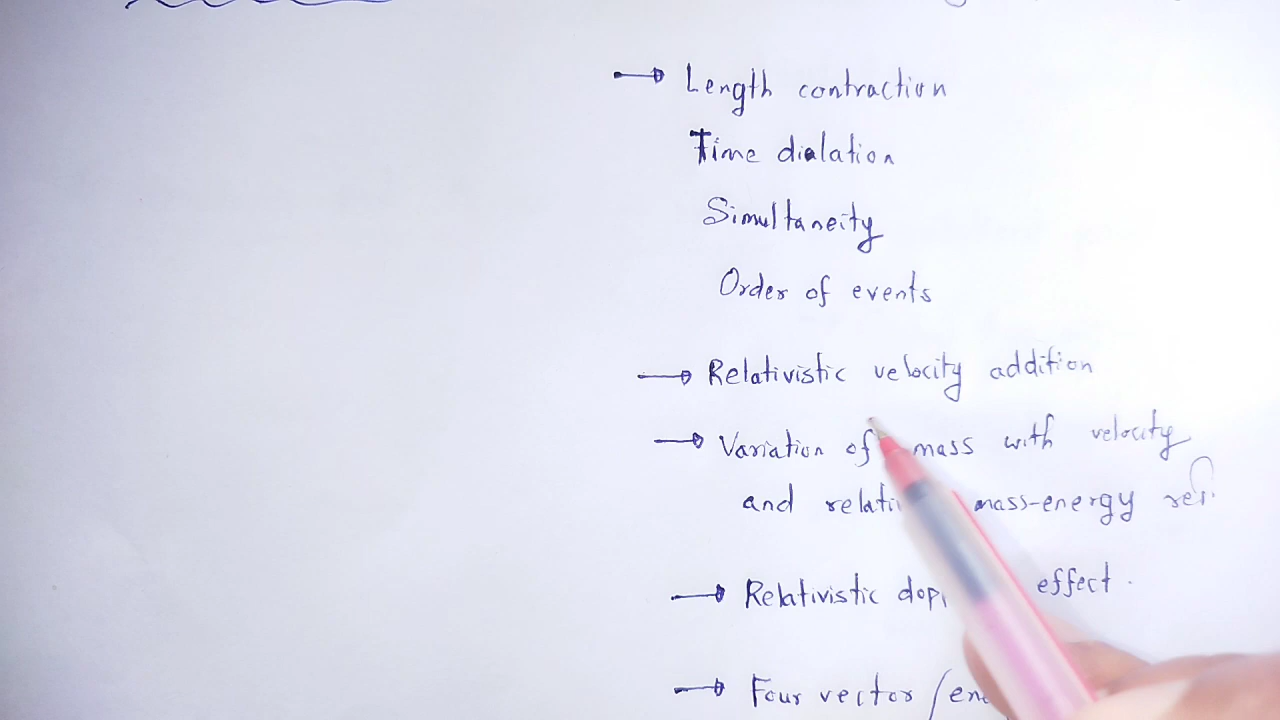 Length contraction
Time dialation
Simultaneity
Order of events
Relativistic velocity addition
Variation of mass with velocity
and mass-energy
Relativistic effect.
Four vector /